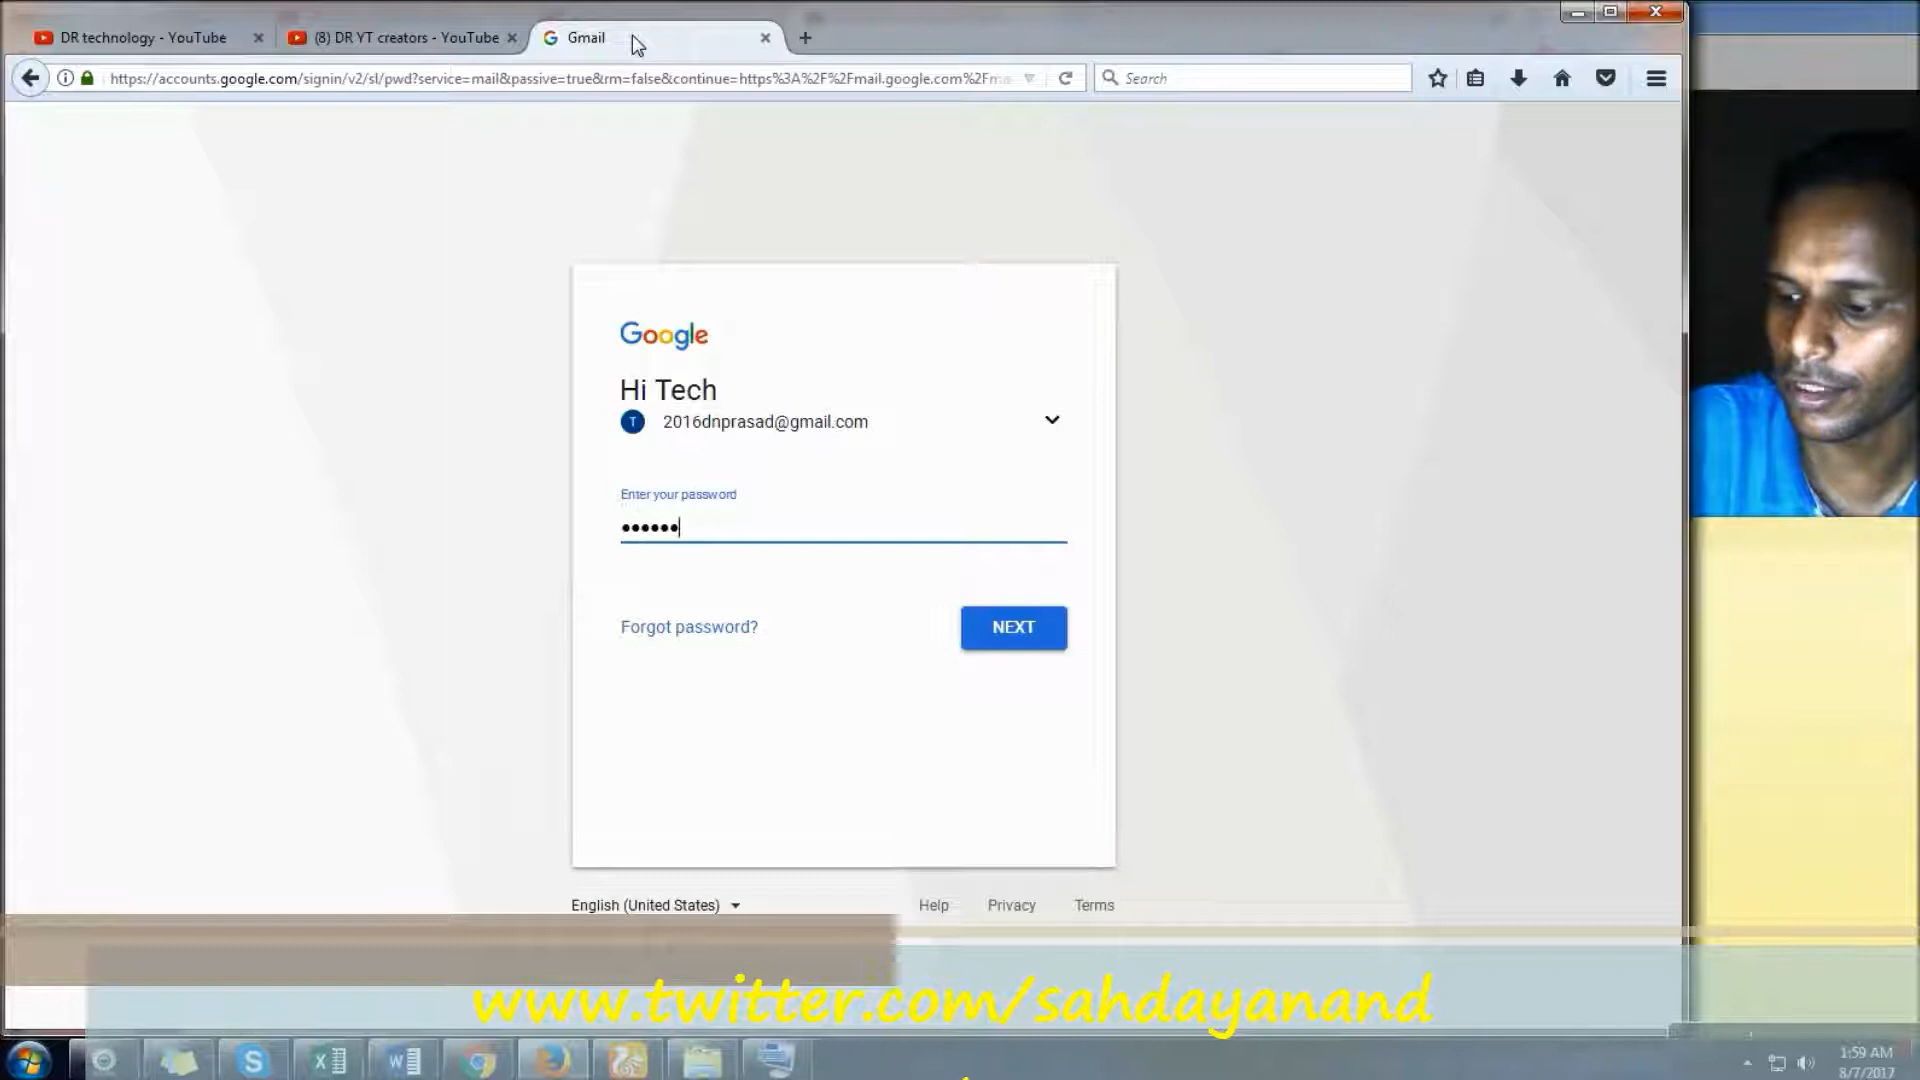 DR technology - YouTube
(8) DR YT creators - YouTube
Gmail
https://accounts.google.com/signin/v2/sl/pwd?service=mail&passive=true&rm=false&continue=https%3A%2F%2Fmail.google.com%2Fm
Search
Google
Hi Tech
T
2016dnprasad@gmail.com
Enter your password
••••••
Forgot password?
NEXT
English (United States)
Help
Privacy
Terms
www.twitter.com/sahdayanand
1:59 AM
8/7/2017